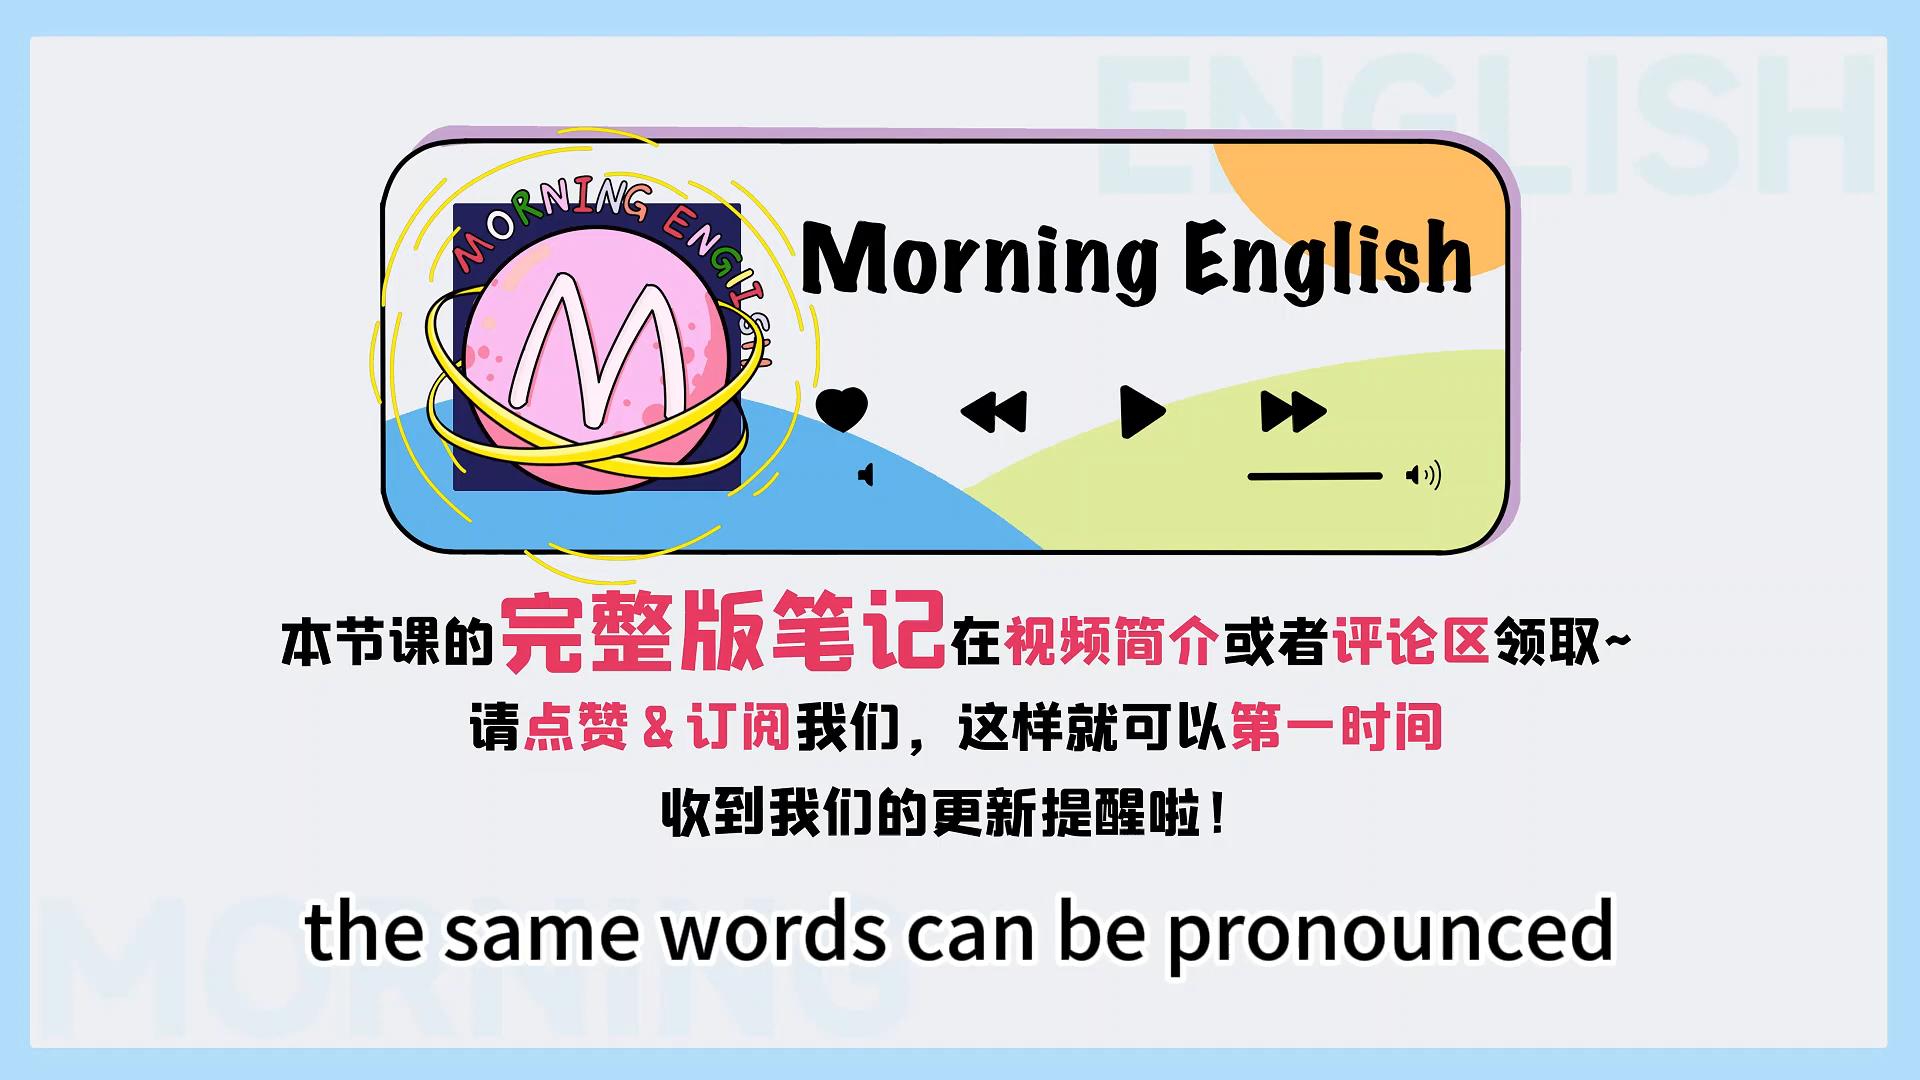 ENGLISH
MORNING ENGLISH
M
Morning English
本节课的完整版笔记在视频简介或者评论区领取~
请点赞&订阅我们，这样就可以第一时间
收到我们的更新提醒啦！
MORNING
the same words can be pronounced